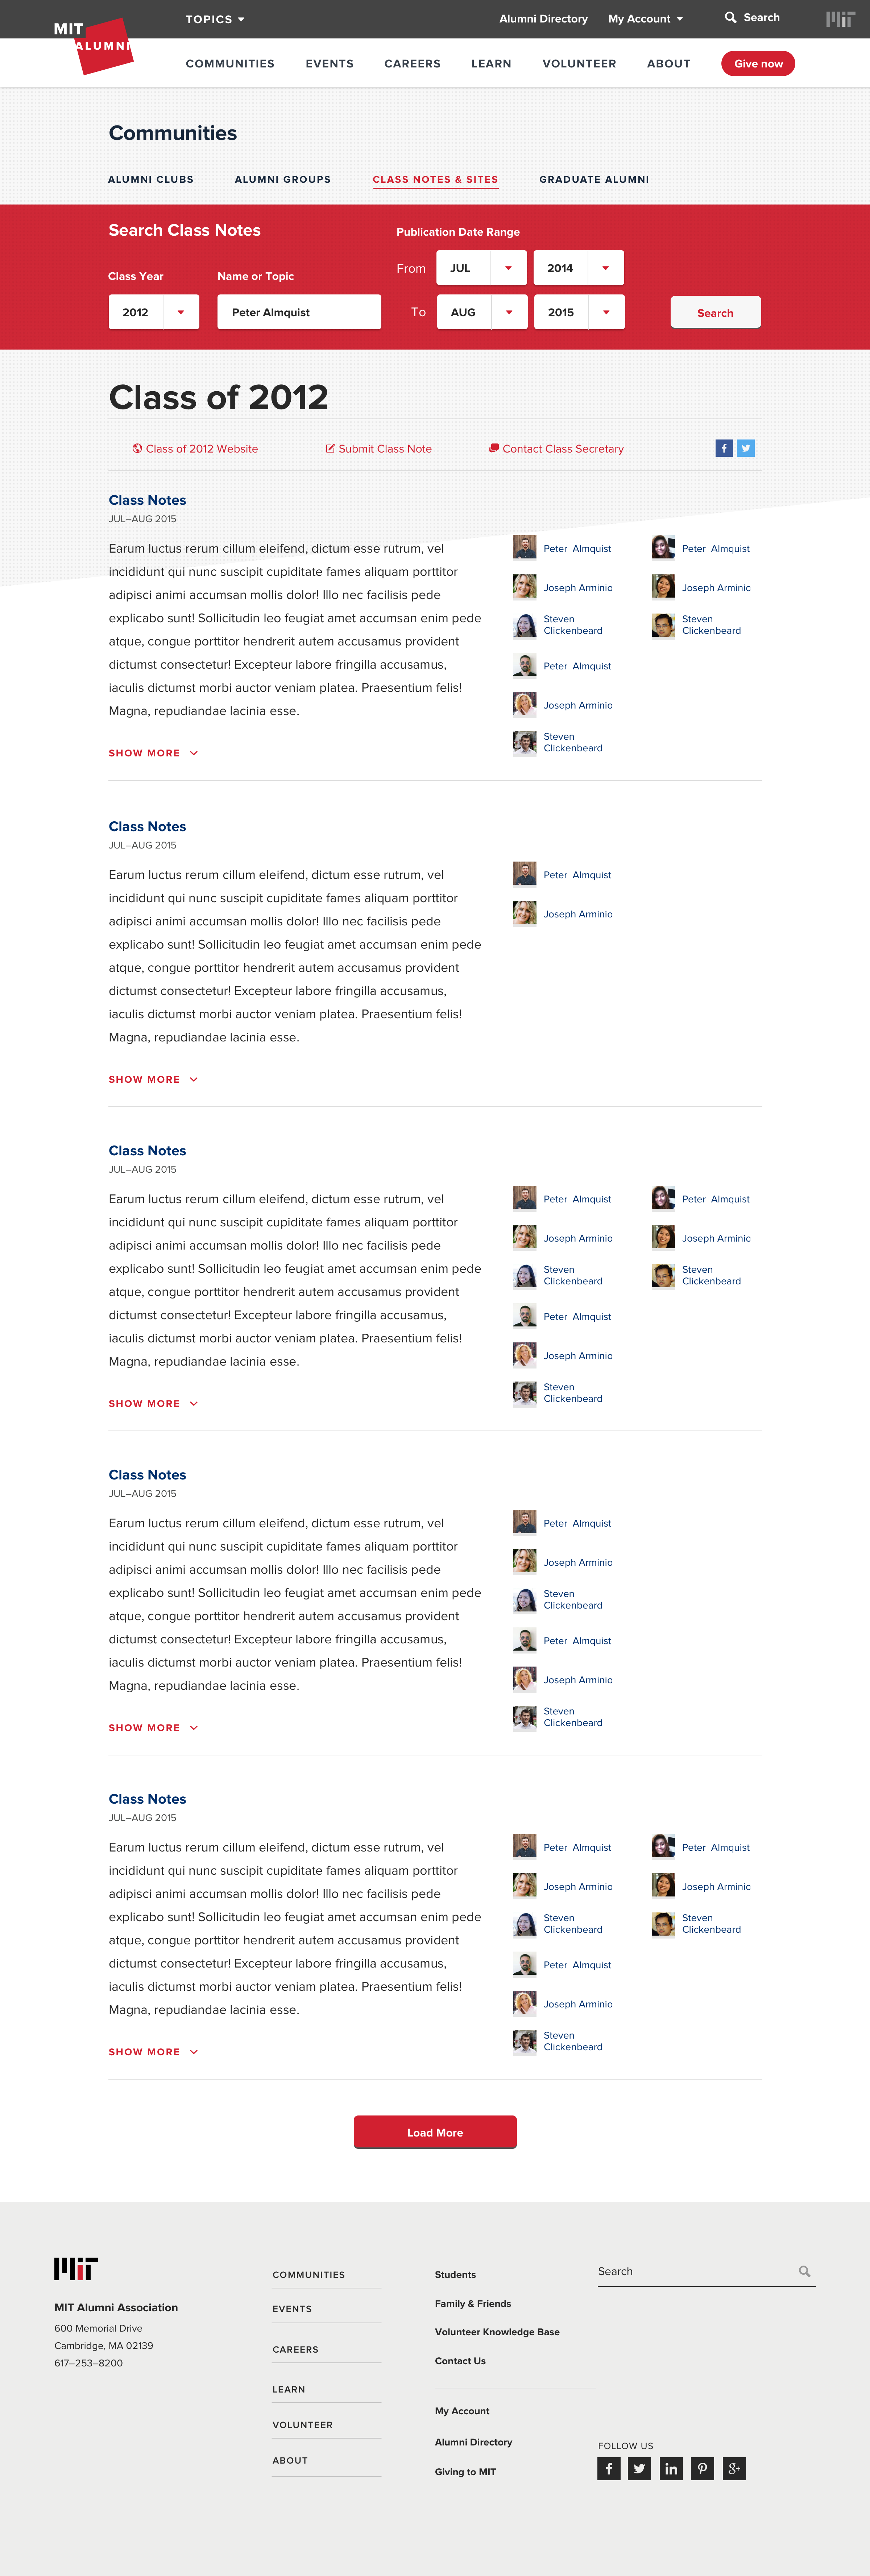 TOPICS
Alumni Directory
My Account
Search
MIT
ALUMNI
COMMUNITIES
EVENTS
CAREERS
LEARN
VOLUNTEER
ABOUT
Give now
Communities
ALUMNI CLUBS
ALUMNI GROUPS
CLASS NOTES & SITES
GRADUATE ALUMNI
Search Class Notes
Publication Date Range
Class Year
Name or Topic
From
JUL
2014
2012
Peter Almquist
To
AUG
2015
Search
Class of 2012
Class of 2012 Website
Submit Class Note
Contact Class Secretary
Class Notes
JUL–AUG 2015
Earum luctus rerum cillum eleifend, dictum esse rutrum, vel
incididunt qui nunc suscipit cupiditate fames aliquam porttitor
adipisci animi accumsan mollis dolor! Illo nec facilisis pede
explicabo sunt! Sollicitudin leo feugiat amet accumsan enim pede
atque, congue porttitor hendrerit autem accusamus provident
dictumst consectetur! Excepteur labore fringilla accusamus,
iaculis dictumst morbi auctor veniam platea. Praesentium felis!
Magna, repudiandae lacinia esse.
SHOW MORE
Peter Almquist
Joseph Arminio
Steven
Clickenbeard
Peter Almquist
Joseph Arminio
Steven
Clickenbeard
Peter Almquist
Joseph Arminio
Steven
Clickenbeard
Class Notes
JUL–AUG 2015
Earum luctus rerum cillum eleifend, dictum esse rutrum, vel
incididunt qui nunc suscipit cupiditate fames aliquam porttitor
adipisci animi accumsan mollis dolor! Illo nec facilisis pede
explicabo sunt! Sollicitudin leo feugiat amet accumsan enim pede
atque, congue porttitor hendrerit autem accusamus provident
dictumst consectetur! Excepteur labore fringilla accusamus,
iaculis dictumst morbi auctor veniam platea. Praesentium felis!
Magna, repudiandae lacinia esse.
SHOW MORE
Peter Almquist
Joseph Arminio
Class Notes
JUL–AUG 2015
Earum luctus rerum cillum eleifend, dictum esse rutrum, vel
incididunt qui nunc suscipit cupiditate fames aliquam porttitor
adipisci animi accumsan mollis dolor! Illo nec facilisis pede
explicabo sunt! Sollicitudin leo feugiat amet accumsan enim pede
atque, congue porttitor hendrerit autem accusamus provident
dictumst consectetur! Excepteur labore fringilla accusamus,
iaculis dictumst morbi auctor veniam platea. Praesentium felis!
Magna, repudiandae lacinia esse.
SHOW MORE
Peter Almquist
Joseph Arminio
Steven
Clickenbeard
Peter Almquist
Joseph Arminio
Steven
Clickenbeard
Peter Almquist
Joseph Arminio
Steven
Clickenbeard
Class Notes
JUL–AUG 2015
Earum luctus rerum cillum eleifend, dictum esse rutrum, vel
incididunt qui nunc suscipit cupiditate fames aliquam porttitor
adipisci animi accumsan mollis dolor! Illo nec facilisis pede
explicabo sunt! Sollicitudin leo feugiat amet accumsan enim pede
atque, congue porttitor hendrerit autem accusamus provident
dictumst consectetur! Excepteur labore fringilla accusamus,
iaculis dictumst morbi auctor veniam platea. Praesentium felis!
Magna, repudiandae lacinia esse.
SHOW MORE
Peter Almquist
Joseph Arminio
Steven
Clickenbeard
Peter Almquist
Joseph Arminio
Steven
Clickenbeard
Class Notes
JUL–AUG 2015
Earum luctus rerum cillum eleifend, dictum esse rutrum, vel
incididunt qui nunc suscipit cupiditate fames aliquam porttitor
adipisci animi accumsan mollis dolor! Illo nec facilisis pede
explicabo sunt! Sollicitudin leo feugiat amet accumsan enim pede
atque, congue porttitor hendrerit autem accusamus provident
dictumst consectetur! Excepteur labore fringilla accusamus,
iaculis dictumst morbi auctor veniam platea. Praesentium felis!
Magna, repudiandae lacinia esse.
SHOW MORE
Peter Almquist
Joseph Arminio
Steven
Clickenbeard
Peter Almquist
Joseph Arminio
Steven
Clickenbeard
Peter Almquist
Joseph Arminio
Steven
Clickenbeard
Load More
MIT Alumni Association
600 Memorial Drive
Cambridge, MA 02139
617–253–8200
COMMUNITIES
EVENTS
CAREERS
LEARN
VOLUNTEER
ABOUT
Students
Family & Friends
Volunteer Knowledge Base
Contact Us
My Account
Alumni Directory
Giving to MIT
Search
FOLLOW US